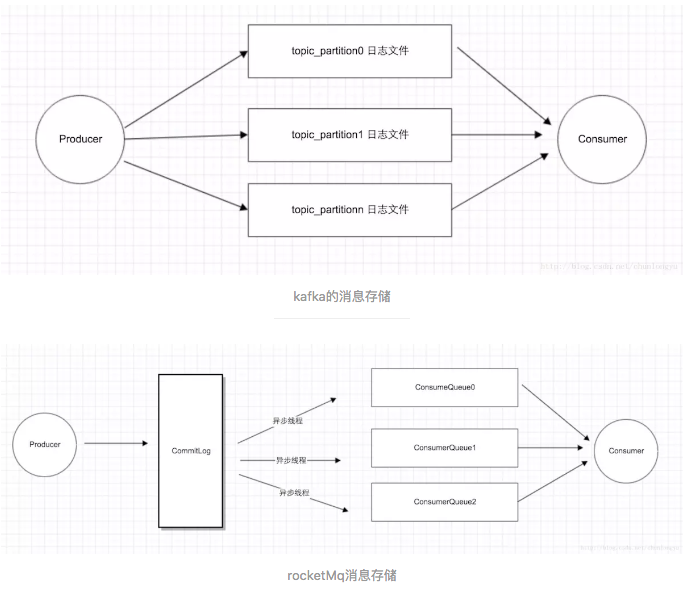 topic_partition0 日志文件
Producer
topic_partition1 日志文件
Consumer
topic_partitionn 日志文件
kafka的消息存储
ConsumeQueue0
异步线程
Producer
CommitLog
异步线程
ConsumerQueue1
Consumer
异步线程
ConsumerQueue2
rocketMq消息存储